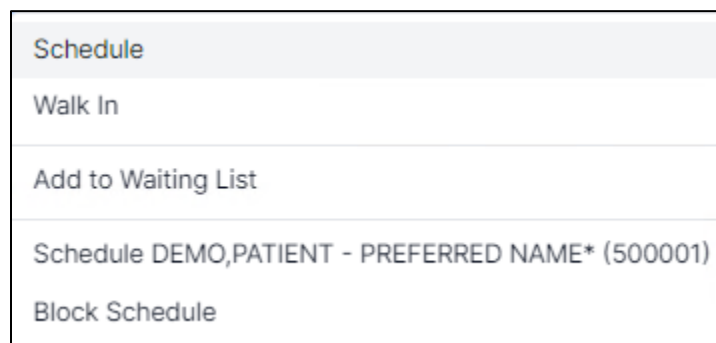 Schedule
Walk In
Add to Waiting List
Schedule DEMO,PATIENT - PREFERRED NAME* (500001)
Block Schedule